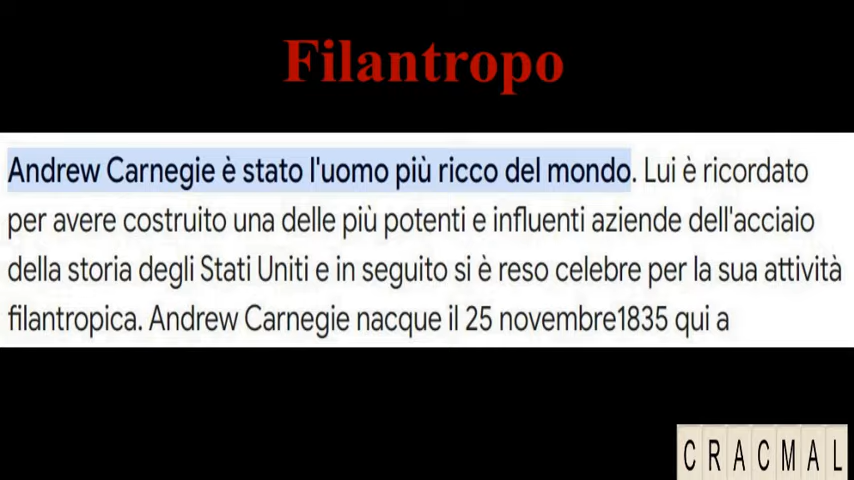 Filantropo
Andrew Carnegie è stato l'uomo più ricco del mondo. Lui è ricordato
per avere costruito una delle più potenti e influenti aziende dell'acciaio
della storia degli Stati Uniti e in seguito si è reso celebre per la sua attività
filantropica. Andrew Carnegie nacque il 25 novembre1835 qui a
CRACMAL